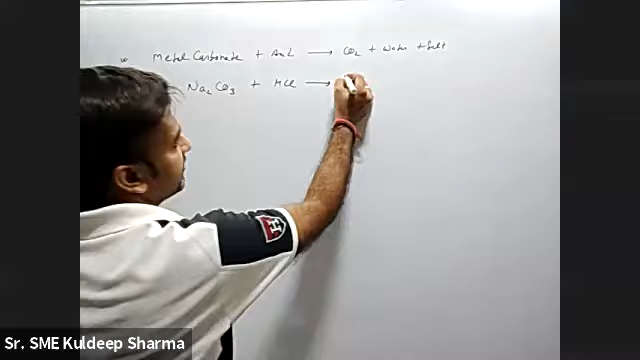 Metal Carbonate + Acid → CO2 + Water + Salt
Na2CO3 + HCl →
Sr. SME Kuldeep Sharma